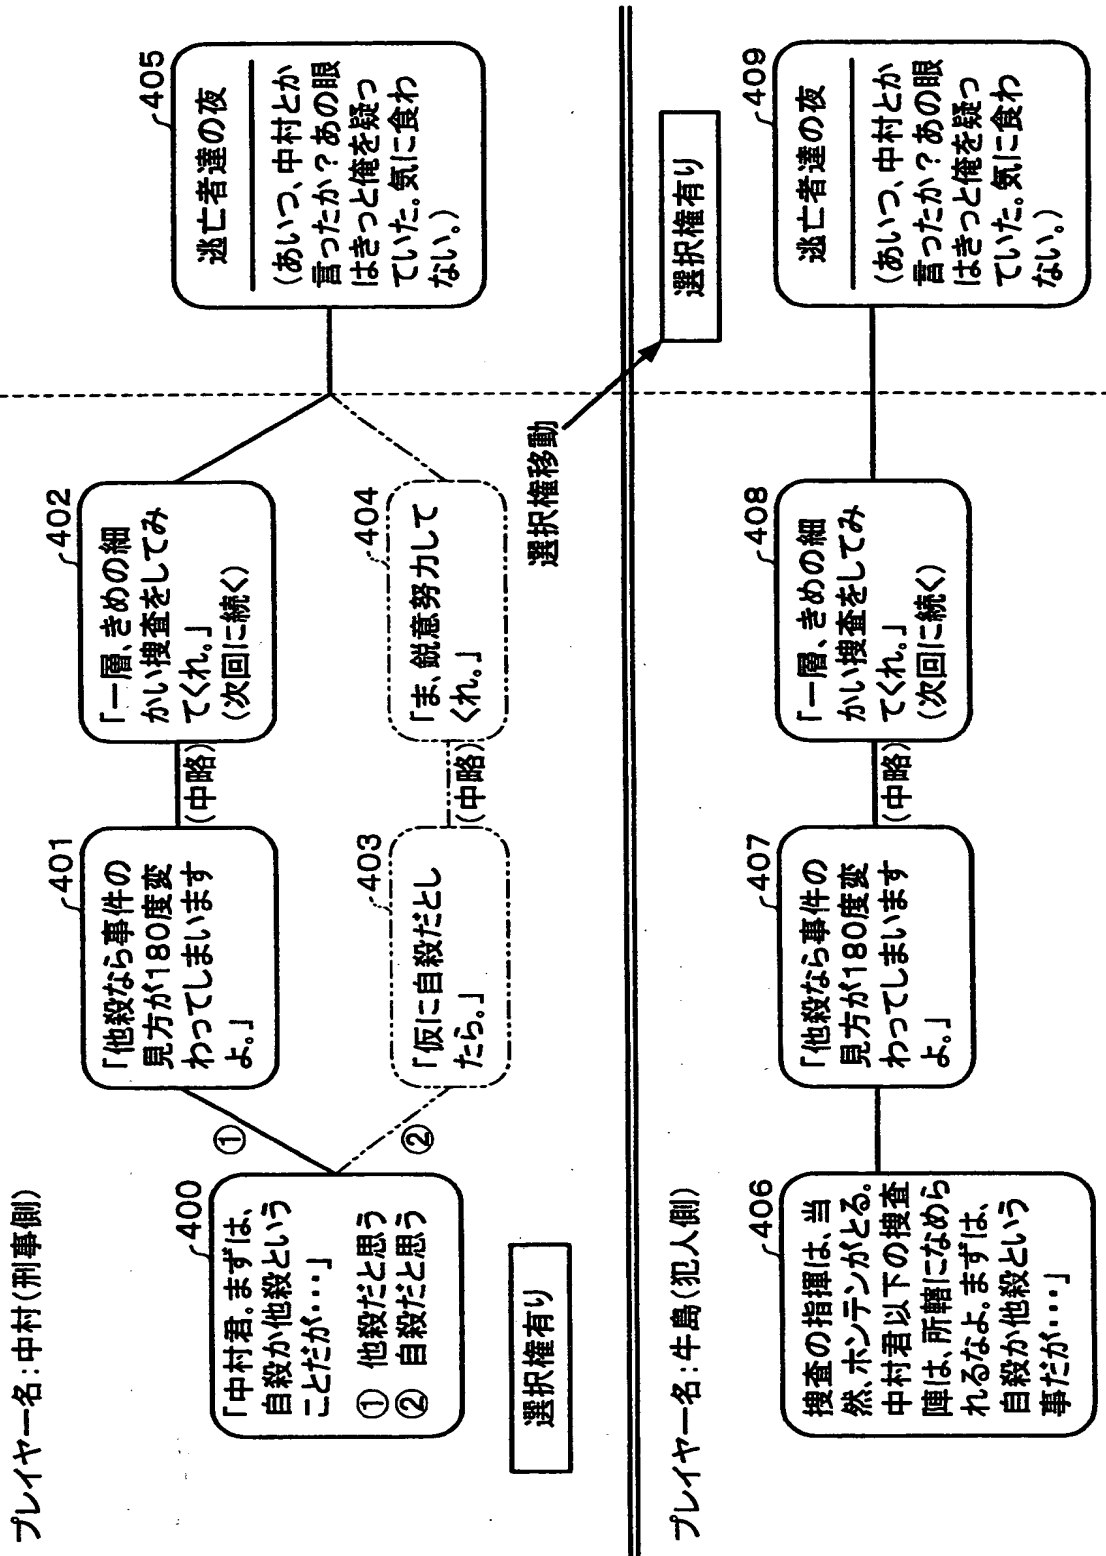 プレイヤー名:中村(刑事側)
400
「中村君。まずは、
自殺か他殺という
ことだが・・・」
① 他殺だと思う
② 自殺だと思う
選択権有り
①
②
401
「他殺なら事件の
見方が180度変
わってしまいます
よ。」
(中略)
402
「一層、きめの細
かい捜査をしてみ
てくれ。」
(次回に続く)
403
「仮に自殺だとし
たら。」
(中略)
404
「ま、鋭意努力して
くれ。」
405
逃亡者達の夜
(あいつ、中村とか
言ったか?あの眼
はきっと俺を疑っ
ていた。気に食わ
ない。)
選択権移動
選択権有り
プレイヤー名:牛島(犯人側)
406
捜査の指揮は、当
然、ホンテンがとる。
中村君以下の捜査
陣は、所轄になめら
れるなよ。まずは、
自殺か他殺という
事だが・・・」
407
「他殺なら事件の
見方が180度変
わってしまいます
よ。」
(中略)
408
「一層、きめの細
かい捜査をしてみ
てくれ。」
(次回に続く)
409
逃亡者達の夜
(あいつ、中村とか
言ったか?あの眼
はきっと俺を疑っ
ていた。気に食わ
ない。)